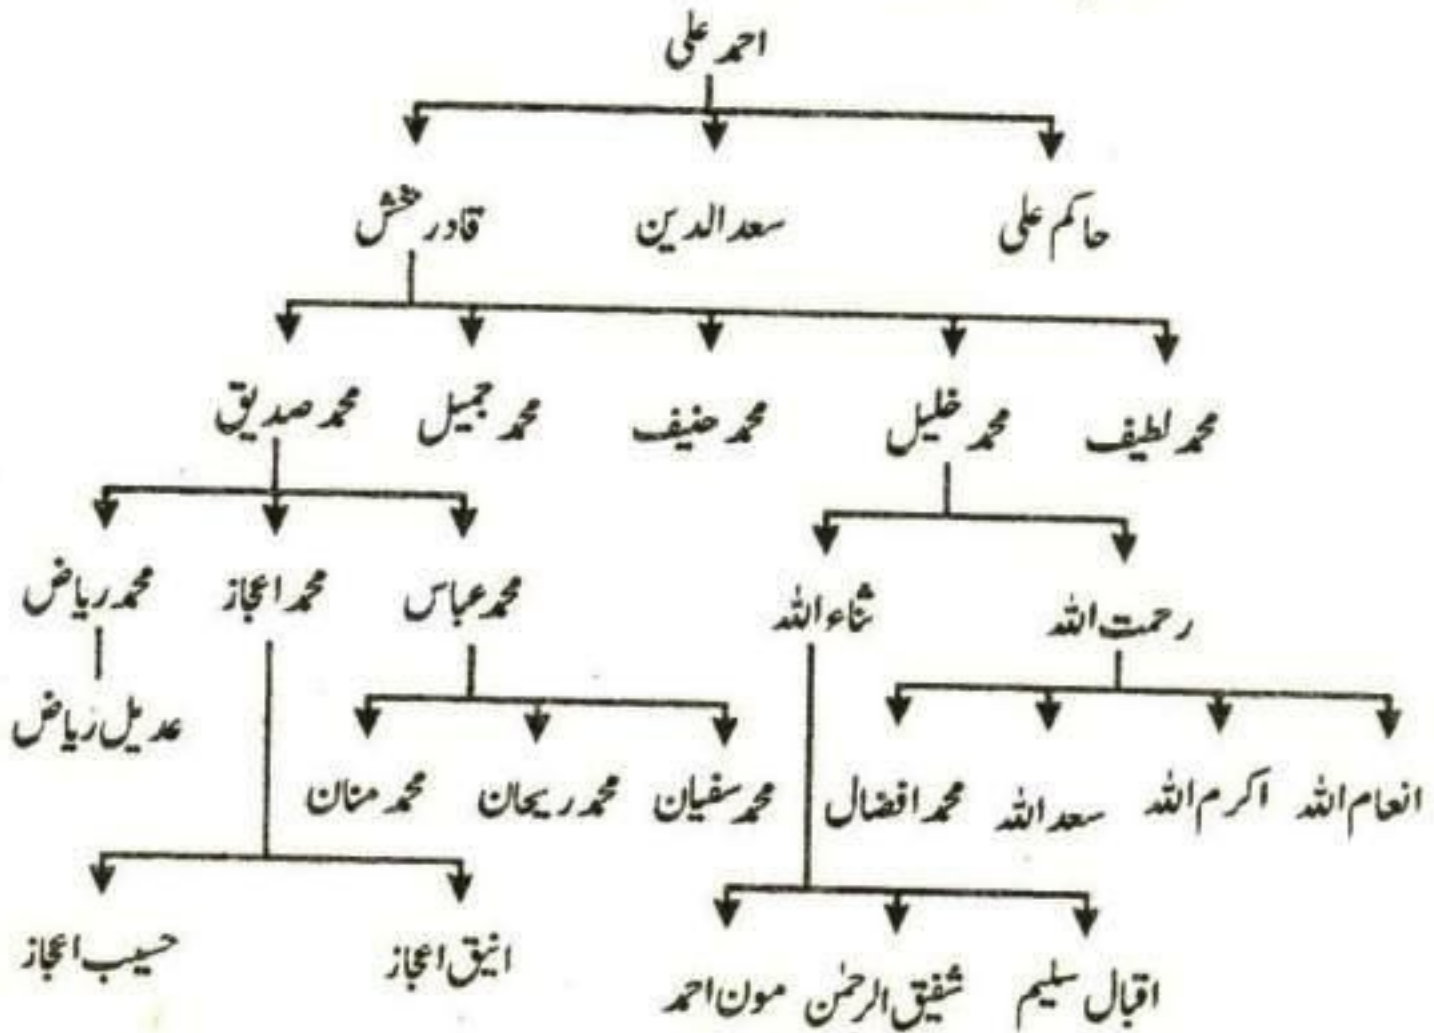 احمد علی
حاکم علی سعد الدین قادر بخش
محمد لطیف محمد خلیل محمد حنیف محمد جمیل محمد صدیق
رحمت اللہ ثناء اللہ محمد عباس محمد اعجاز محمد ریاض
عدیل ریاض
انعام اللہ اکرم اللہ سعد اللہ محمد افضال محمد سفیان محمد ریحان محمد منان
اقبال سلیم شفیق الرحمٰن مون احمد انیق اعجاز حسیب اعجاز